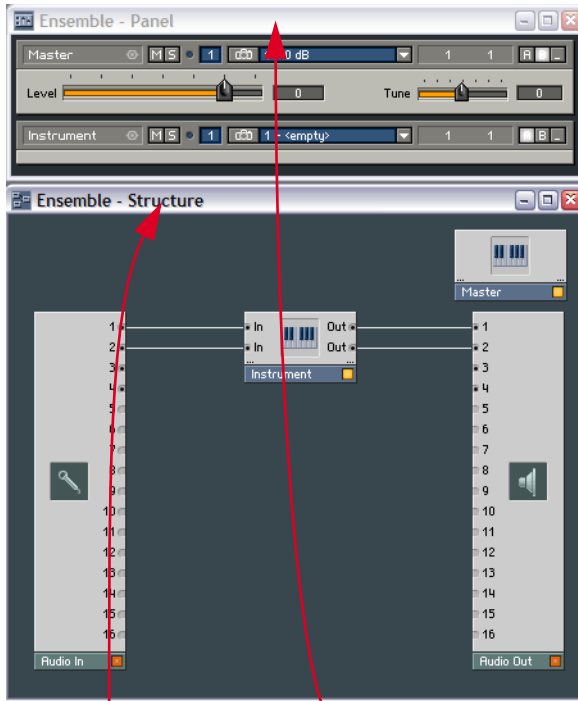 Ensemble - Panel
Master M S 1 0 dB 1 1 A _
Level 0 Tune 0
Instrument M S 1 1 - <empty> 1 1 B _
Ensemble - Structure
Master
1 In Out 1
2 In Out 2
3 3
4 4
5 5
6 6
7 7
8 8
9 9
10 10
11 11
12 12
13 13
14 14
15 15
16 16
Instrument
Audio In Audio Out